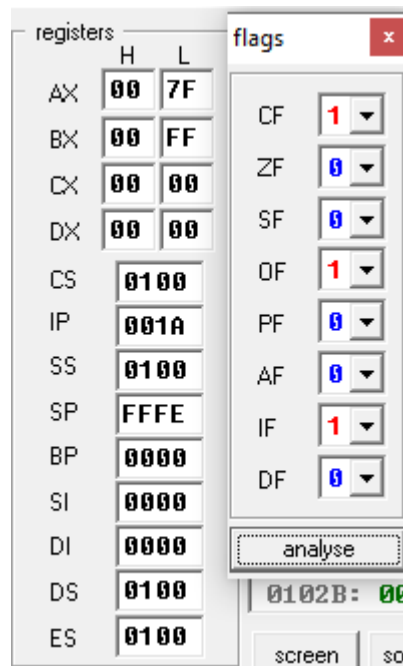 registers
H L
AX 00 7F
BX 00 FF
CX 00 00
DX 00 00
CS 0100
IP 001A
SS 0100
SP FFFE
BP 0000
SI 0000
DI 0000
DS 0100
ES 0100
flags x
CF 1
ZF 0
SF 0
OF 1
PF 0
AF 0
IF 1
DF 0
analyse
0102B: 00
screen